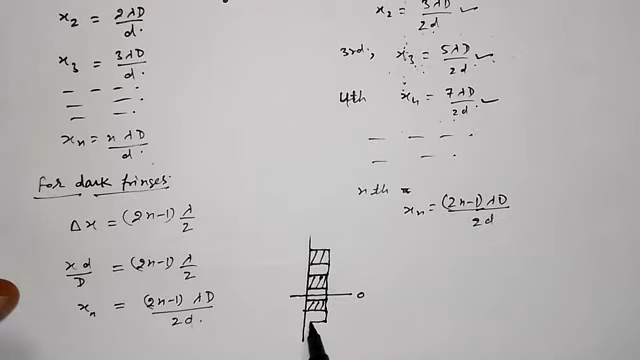 x₂ = 2λD/d.
x₃ = 3λD/d.
xₙ = n λD/d.
For dark fringes:
Δx = (2n-1) λ/2
xd/D = (2n-1) λ/2
xₙ = (2n-1) λD/2d.
x₂ = 3λD/2d ✓
3rd, x₃ = 5λD/2d ✓
4th x₄ = 7λD/2d ✓
nth xₙ = (2n-1) λD/2d
O